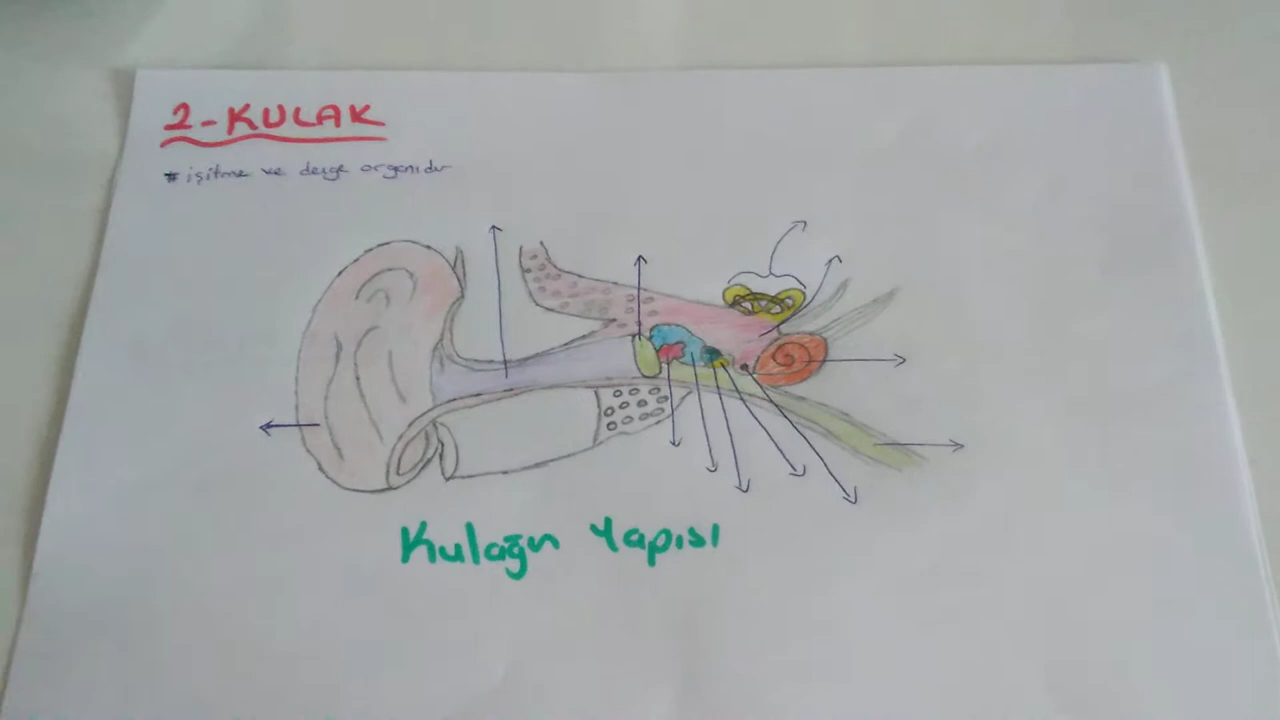 2-KULAK
* işitme ve denge organıdır
Kulağın Yapısı